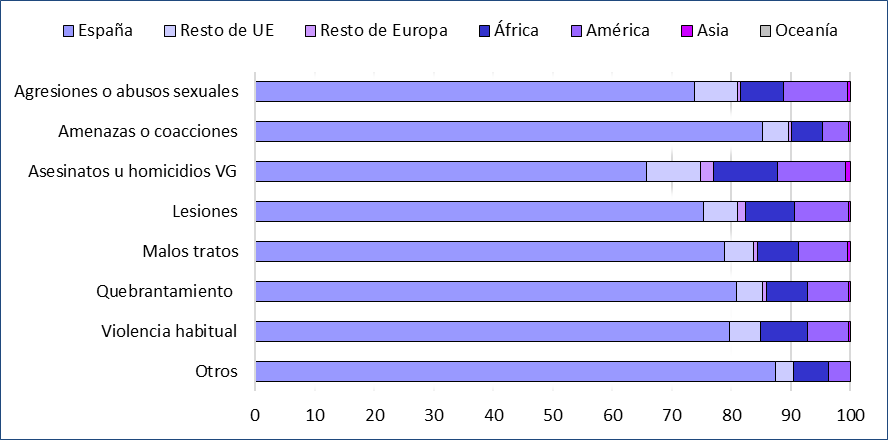 España Resto de UE Resto de Europa África América Asia Oceanía
Agresiones o abusos sexuales
Amenazas o coacciones
Asesinatos u homicidios VG
Lesiones
Malos tratos
Quebrantamiento
Violencia habitual
Otros
0 10 20 30 40 50 60 70 80 90 100